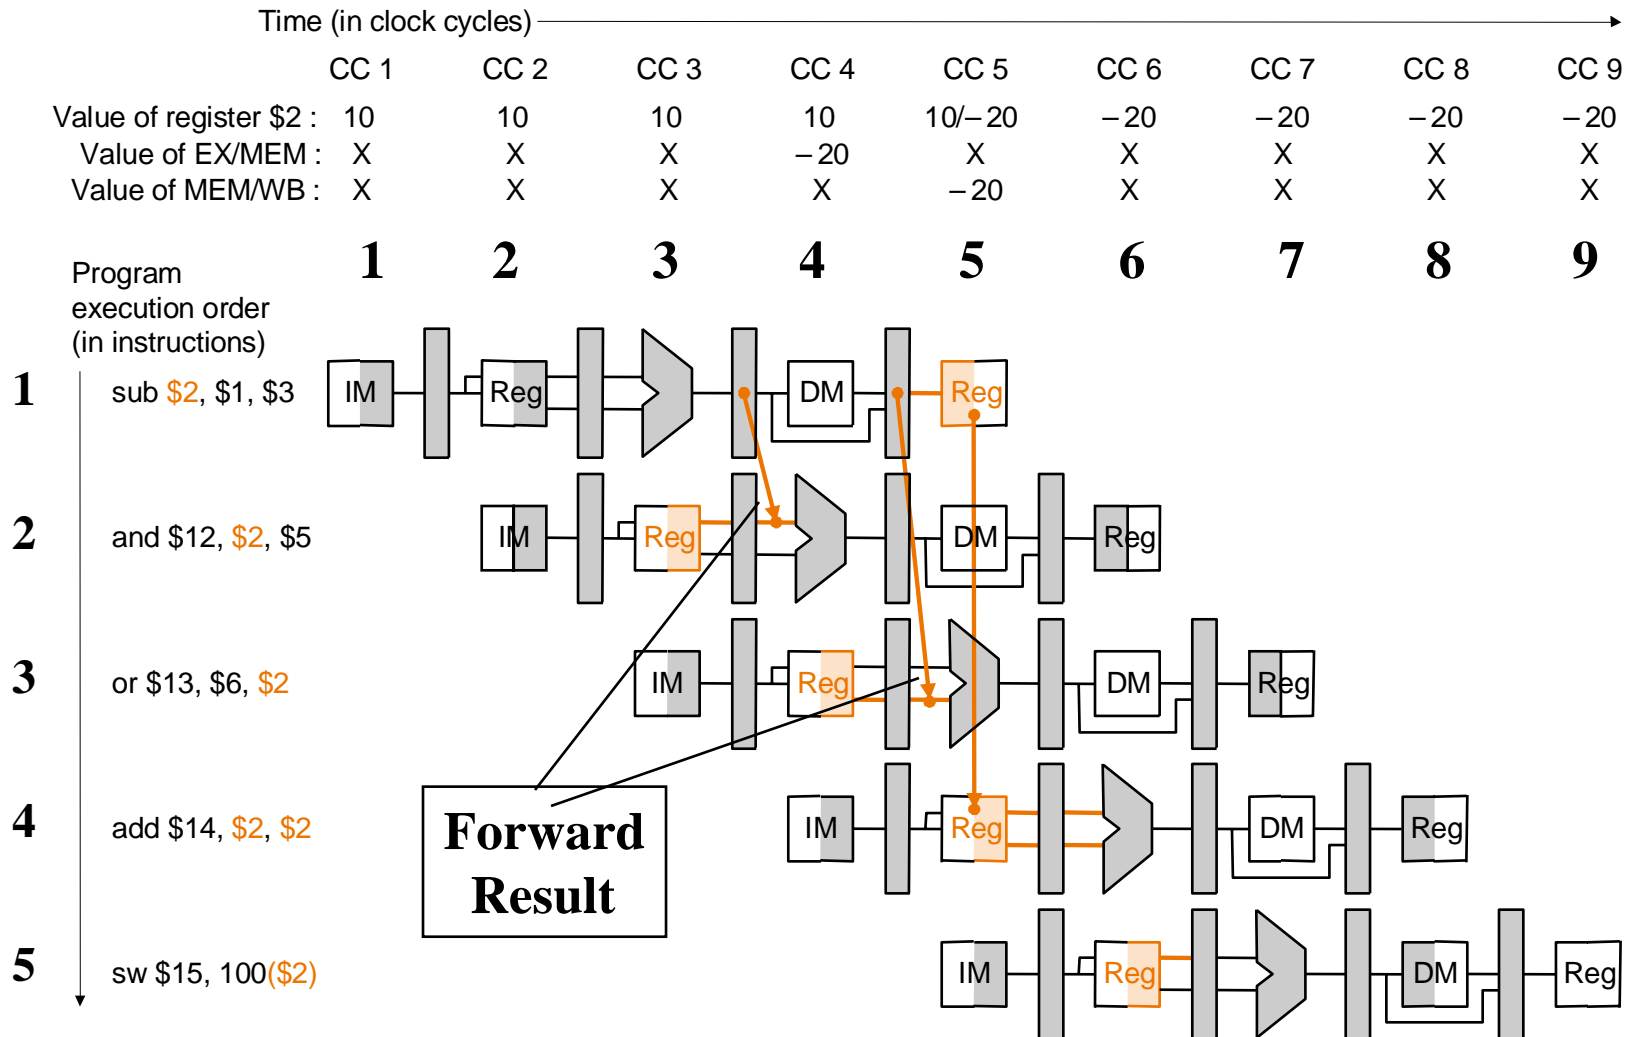 Time (in clock cycles)
CC 1 CC 2 CC 3 CC 4 CC 5 CC 6 CC 7 CC 8 CC 9
Value of register $2 : 10 10 10 10 10/– 20 – 20 – 20 – 20 – 20
Value of EX/MEM : X X X – 20 X X X X X
Value of MEM/WB : X X X X – 20 X X X X
1 2 3 4 5 6 7 8 9
Program
execution order
(in instructions)
1 sub $2, $1, $3 IM Reg DM Reg
2 and $12, $2, $5 IM Reg DM Reg
3 or $13, $6, $2 IM Reg DM Reg
4 add $14, $2, $2 IM Reg DM Reg
Forward
Result
5 sw $15, 100($2) IM Reg DM Reg